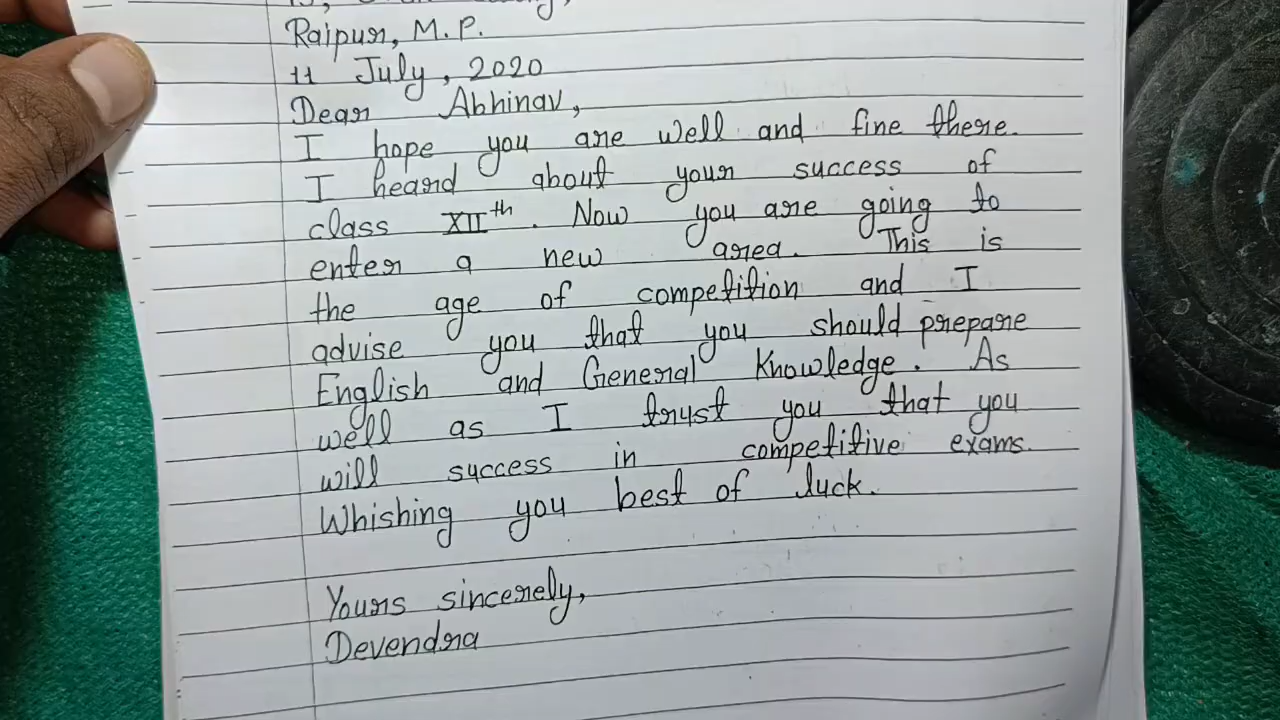 Raipur, M.P.
11 July, 2020
Dear Abhinav,
I hope you are well and fine there.
I heard about your success of
class XIIth. Now you are going to
enter a new area. This is
the age of competition and I
advise you that you should prepare
English and General Knowledge. As
well as I trust you that you
will success in competitive exams.
Whishing you best of luck.
Yours sincerely,
Devendra